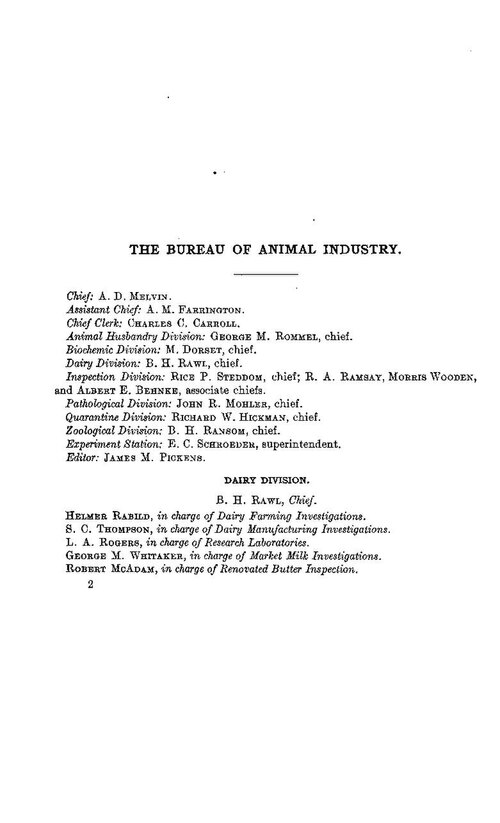 THE BUREAU OF ANIMAL INDUSTRY.
Chief: A. D. MELVIN.
Assistant Chief: A. M. FARRINGTON.
Chief Clerk: CHARLES C. CARROLL.
Animal Husbandry Division: GEORGE M. ROMMEL, chief.
Biochemic Division: M. DORSET, chief.
Dairy Division: B. H. RAWL, chief.
Inspection Division: RICE P. STEDDOM, chief; R. A. RAMSAY, MORRIS WOODEN,
and ALBERT E. BEHNKE, associate chiefs.
Pathological Division: JOHN R. MOHLER, chief.
Quarantine Division: RICHARD W. HICKMAN, chief.
Zoological Division: B. H. RANSOM, chief.
Experiment Station: E. C. SCHROEDER, superintendent.
Editor: JAMES M. PICKENS.
DAIRY DIVISION.
B. H. RAWL, Chief.
HELMER RABILD, in charge of Dairy Farming Investigations.
S. C. THOMPSON, in charge of Dairy Manufacturing Investigations.
L. A. ROGERS, in charge of Research Laboratories.
GEORGE M. WHITAKER, in charge of Market Milk Investigations.
ROBERT MCADAM, in charge of Renovated Butter Inspection.
2